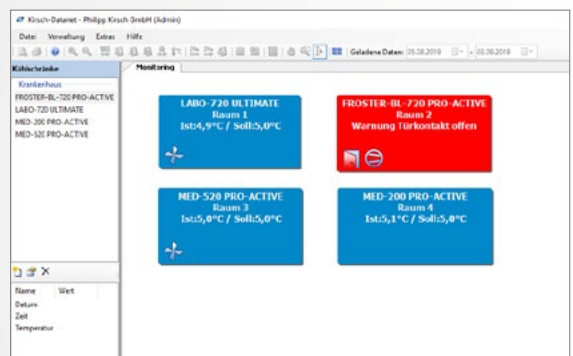 Kirsch-Datanet - Philipp Kirsch GmbH (Admin)
Datei Verwaltung Extras Hilfe
Geladene Daten: 05.08.2019 - 02.09.2019
Kühlschränke
Monitoring
Krankenhaus
FROSTER-BL-720 PRO-ACTIVE
LABO-720 ULTIMATE
MED-200 PRO-ACTIVE
MED-520 PRO-ACTIVE
LABO-720 ULTIMATE
Raum 1
Ist:4,9°C / Soll:5,0°C
FROSTER-BL-720 PRO-ACTIVE
Raum 2
Warnung Türkontakt offen
MED-520 PRO-ACTIVE
Raum 3
Ist:5,0°C / Soll:5,0°C
MED-200 PRO-ACTIVE
Raum 4
Ist:5,1°C / Soll:5,0°C
Name Wert
Datum
Zeit
Temperatur